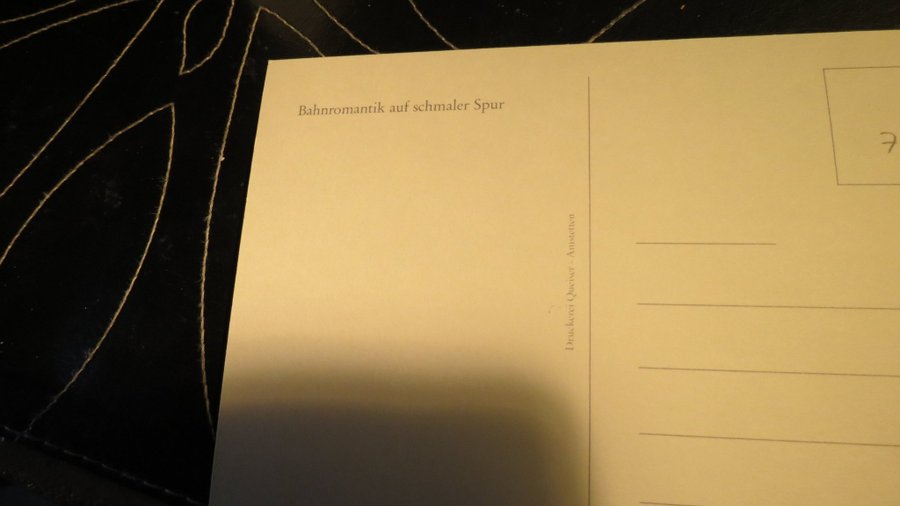 Bahnromantik auf schmaler Spur
Druckerei Queiser · Amstetten
7